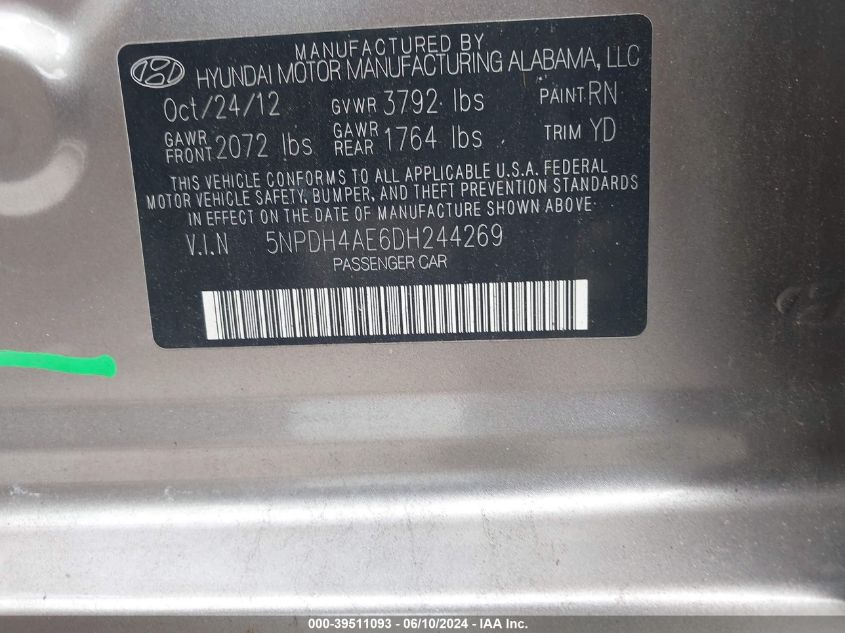 MANUFACTURED BY
HYUNDAI MOTOR MANUFACTURING ALABAMA, LLC
Oct/24/12 GVWR 3792 lbs PAINT RN
GAWR FRONT 2072 lbs GAWR REAR 1764 lbs TRIM YD
THIS VEHICLE CONFORMS TO ALL APPLICABLE U.S.A. FEDERAL
MOTOR VEHICLE SAFETY, BUMPER, AND THEFT PREVENTION STANDARDS
IN EFFECT ON THE DATE OF MANUFACTURE SHOWN ABOVE.
V.I.N 5NPDH4AE6DH244269
PASSENGER CAR
000-39511093 - 06/10/2024 - IAA Inc.